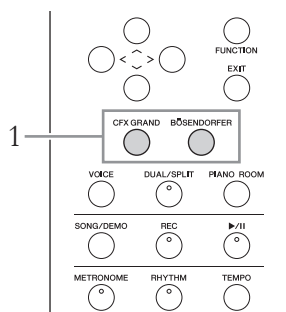 FUNCTION
EXIT
1
CFX GRAND BÖSENDORFER
VOICE DUAL/SPLIT PIANO ROOM
SONG/DEMO REC ►/II
METRONOME RHYTHM TEMPO